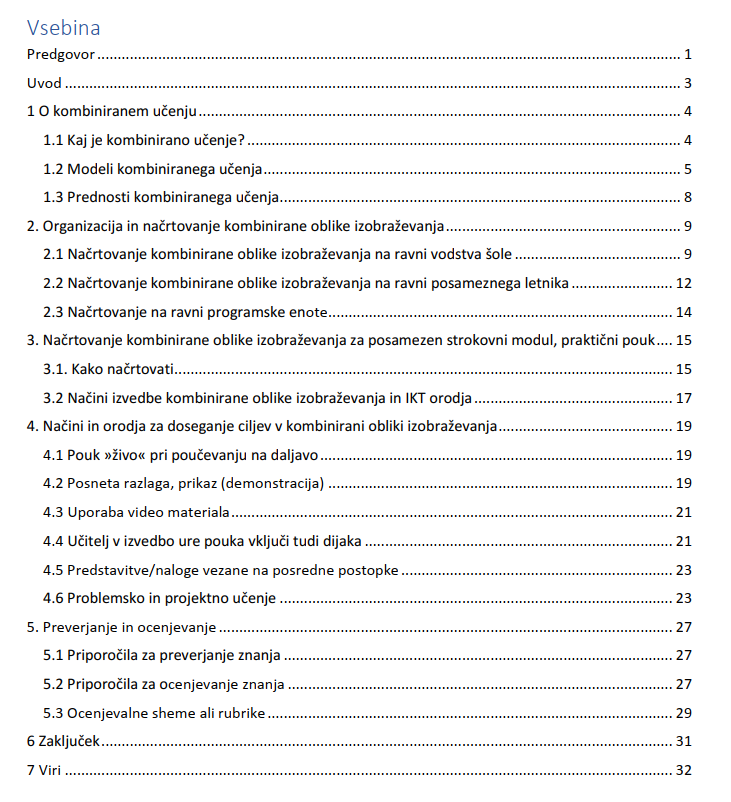 Vsebina
Predgovor ........ 1
Uvod ........ 3
1 O kombiniranem učenju ........ 4
1.1 Kaj je kombinirano učenje? ........ 4
1.2 Modeli kombiniranega učenja ........ 5
1.3 Prednosti kombiniranega učenja ........ 8
2. Organizacija in načrtovanje kombinirane oblike izobraževanja ........ 9
2.1 Načrtovanje kombinirane oblike izobraževanja na ravni vodstva šole ........ 9
2.2 Načrtovanje kombinirane oblike izobraževanja na ravni posameznega letnika ........ 12
2.3 Načrtovanje na ravni programske enote ........ 14
3. Načrtovanje kombinirane oblike izobraževanja za posamezen strokovni modul, praktični pouk .... 15
3.1. Kako načrtovati ........ 15
3.2 Načini izvedbe kombinirane oblike izobraževanja in IKT orodja ........ 17
4. Načini in orodja za doseganje ciljev v kombinirani obliki izobraževanja ........ 19
4.1 Pouk »živo« pri poučevanju na daljavo ........ 19
4.2 Posneta razlaga, prikaz (demonstracija) ........ 19
4.3 Uporaba video materiala ........ 21
4.4 Učitelj v izvedbo ure pouka vključi tudi dijaka ........ 21
4.5 Predstavitve/naloge vezane na posredne postopke ........ 23
4.6 Problemsko in projektno učenje ........ 23
5. Preverjanje in ocenjevanje ........ 27
5.1 Priporočila za preverjanje znanja ........ 27
5.2 Priporočila za ocenjevanje znanja ........ 27
5.3 Ocenjevalne sheme ali rubrike ........ 29
6 Zaključek ........ 31
7 Viri ........ 32